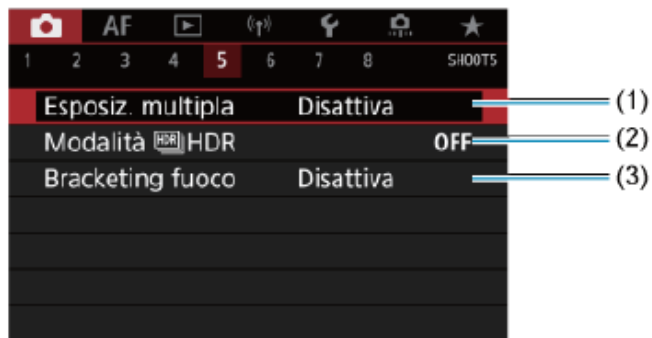 AF
1 2 3 4 5 6 7 8 SHOOT5
Esposiz. multipla Disattiva (1)
Modalità HDR HDR OFF (2)
Bracketing fuoco Disattiva (3)